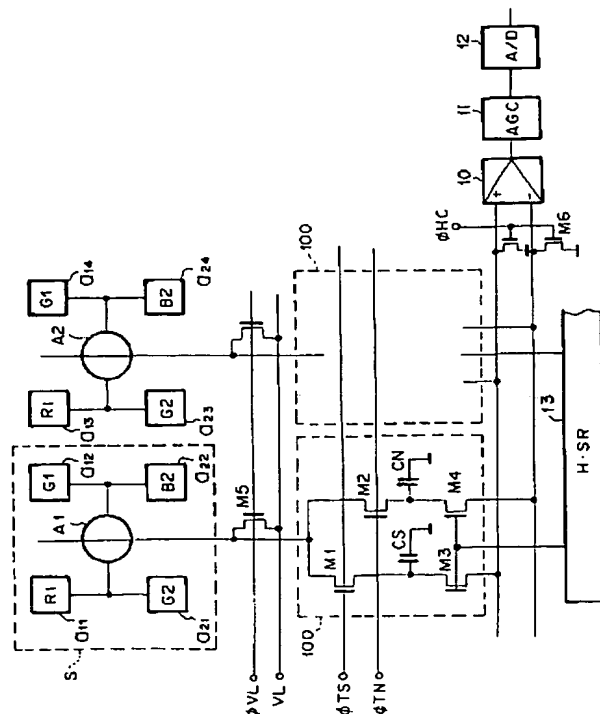 12
A/D
11
AGC
10
+
-
φHC
M6
G1
a14
B2
a24
A2
R1
a13
G2
a23
100
G1
a12
B2
a22
A1
M5
R1
a11
G2
a21
S
M1
M2
CN
CS
M4
M3
100
13
H·SR
φVL
VL
φTS
φTN